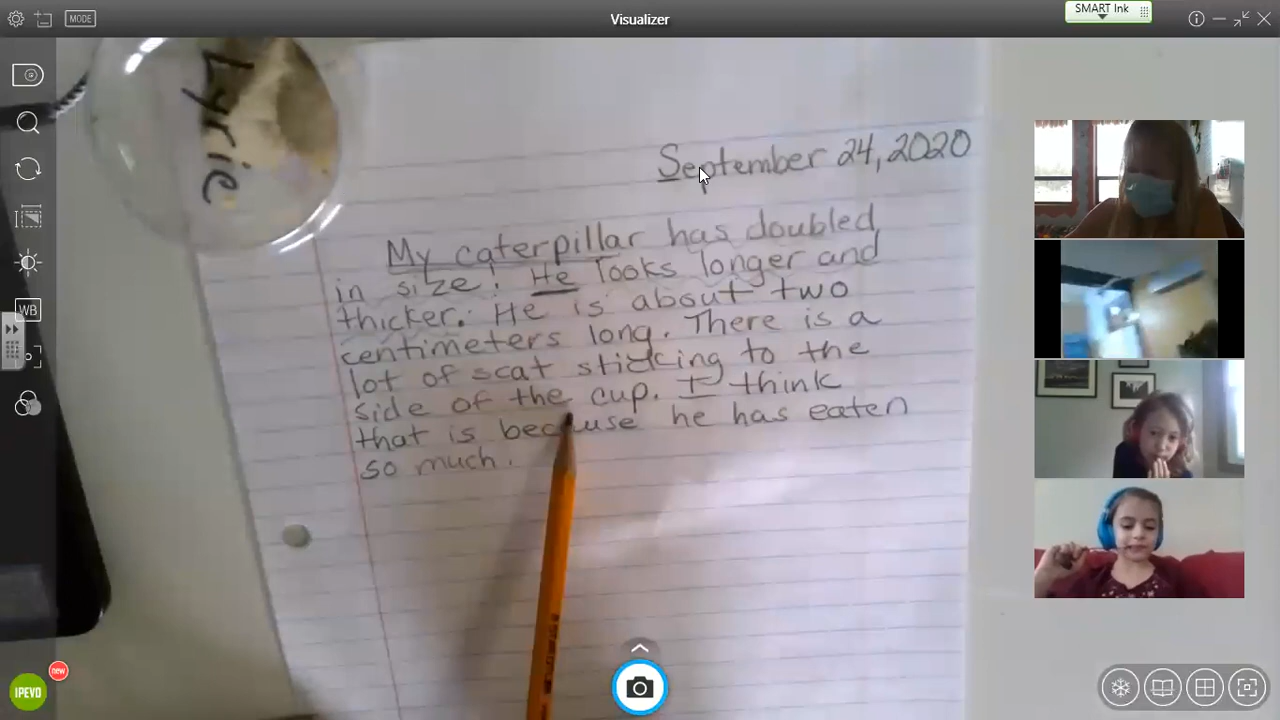 Visualizer
SMART Ink
MODE
Lyrie
September 24, 2020
My caterpillar has doubled
in size! He looks longer and
thicker. He is about two
centimeters long. There is a
lot of scat sticking to the
side of the cup. I think
that is because he has eaten
so much.
WB
new
IPEVO